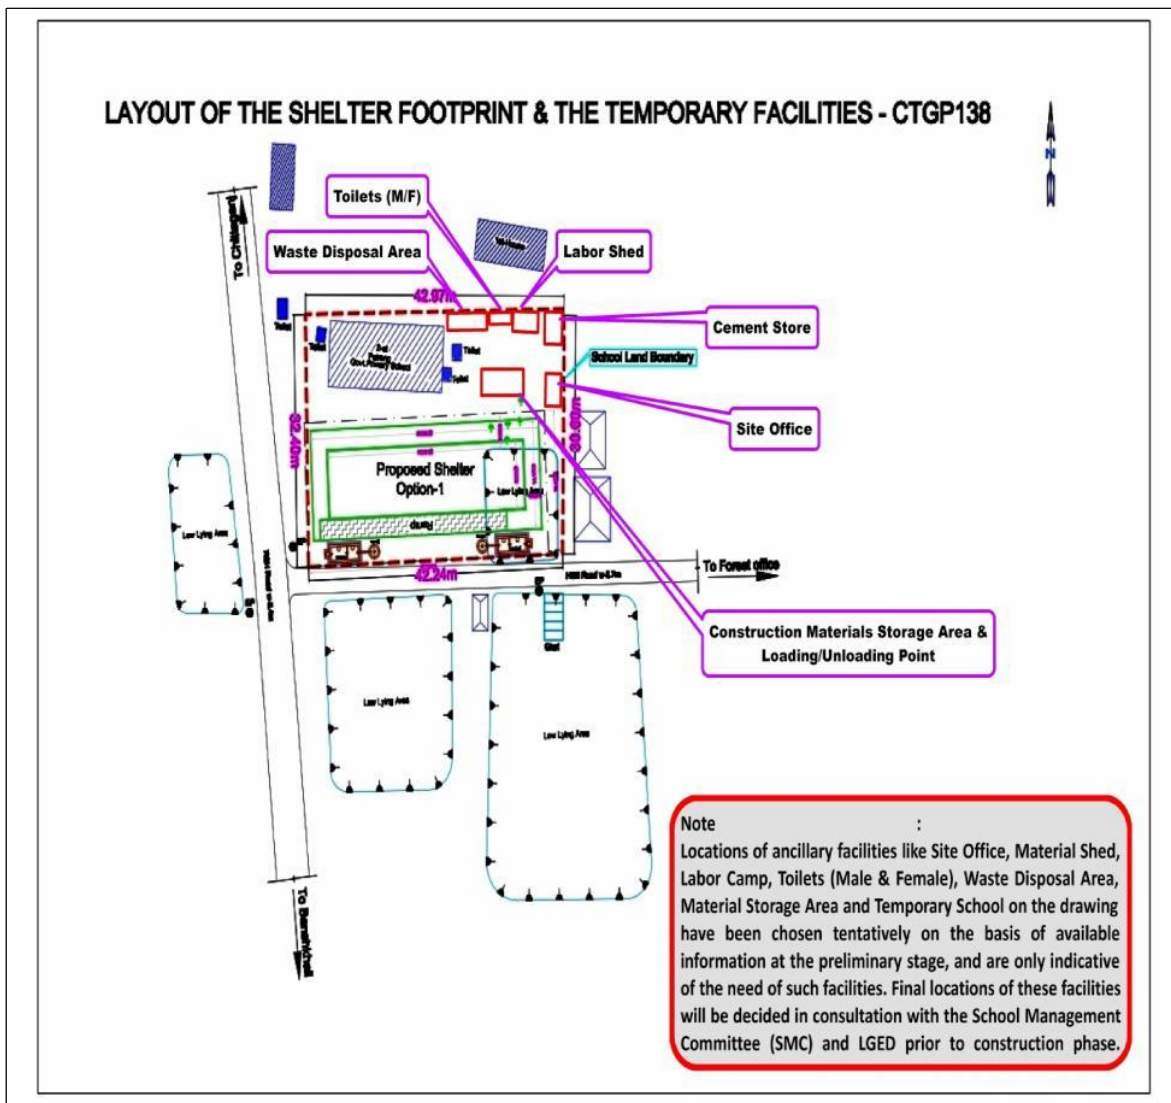 LAYOUT OF THE SHELTER FOOTPRINT & THE TEMPORARY FACILITIES - CTGP138
N
Toilets (M/F)
Waste Disposal Area
Labor Shed
To Chittagong
42.97m
Cement Store
Toilet
Toilet
Govt. Primary School
Toilet
Toilet
School Land Boundary
Site Office
32.40m
Proposed Shelter
Option-1
Low Lying Area
Ramp
Low Lying Area
42.24m
To Forest office
Construction Materials Storage Area &
Loading/Unloading Point
Low Lying Area
Low Lying Area
To Banshkhali
Note :
Locations of ancillary facilities like Site Office, Material Shed,
Labor Camp, Toilets (Male & Female), Waste Disposal Area,
Material Storage Area and Temporary School on the drawing
have been chosen tentatively on the basis of available
information at the preliminary stage, and are only indicative
of the need of such facilities. Final locations of these facilities
will be decided in consultation with the School Management
Committee (SMC) and LGED prior to construction phase.